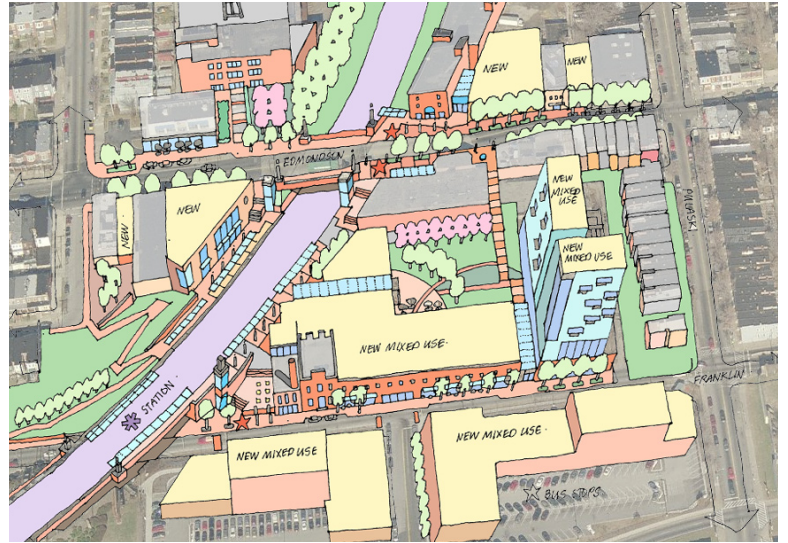 NEW
NEW
EDMONDSON
NEW
NEW
NEW
MIXED
USE
NEW
MIXED USE
PULASKI
NEW MIXED USE
STATION
FRANKLIN
NEW MIXED USE
NEW MIXED USE
BUS STOPS